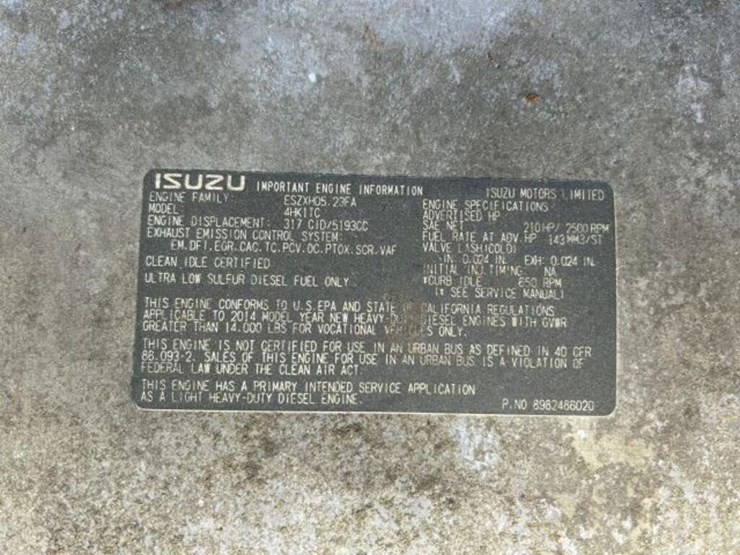 ISUZU IMPORTANT ENGINE INFORMATION ISUZU MOTORS LIMITED
ENGINE FAMILY ESZXH05.23FA
MODEL 4HK1TC
ENGINE DISPLACEMENT: 317 CID/5193CC
EXHAUST EMISSION CONTROL SYSTEM:
EM,DFI,EGR,CAC,TC,PCV,OC,PTOX,SCR,VAF
CLEAN IDLE CERTIFIED
ULTRA LOW SULFUR DIESEL FUEL ONLY
ENGINE SPECIFICATIONS
ADVERTISED HP
SAE NET 210HP/ 2500RPM
FUEL RATE AT ADV.HP 143MM3/ST
VALVE LASH(COLD)
IN: 0.024 IN. EXH: 0.024 IN.
INITIAL INJ.TIMING NA
*CURB IDLE 650 RPM
(* SEE SERVICE MANUAL)
THIS ENGINE CONFORMS TO U.S.EPA AND STATE OF CALIFORNIA REGULATIONS
APPLICABLE TO 2014 MODEL YEAR NEW HEAVY-DUTY DIESEL ENGINES WITH GVWR
GREATER THAN 14,000 LBS FOR VOCATIONAL VEHICLES ONLY.
THIS ENGINE IS NOT CERTIFIED FOR USE IN AN URBAN BUS AS DEFINED IN 40 CFR
86.093-2. SALES OF THIS ENGINE FOR USE IN AN URBAN BUS IS A VIOLATION OF
FEDERAL LAW UNDER THE CLEAN AIR ACT.
THIS ENGINE HAS A PRIMARY INTENDED SERVICE APPLICATION
AS A LIGHT HEAVY-DUTY DIESEL ENGINE.
P.NO 8982466020